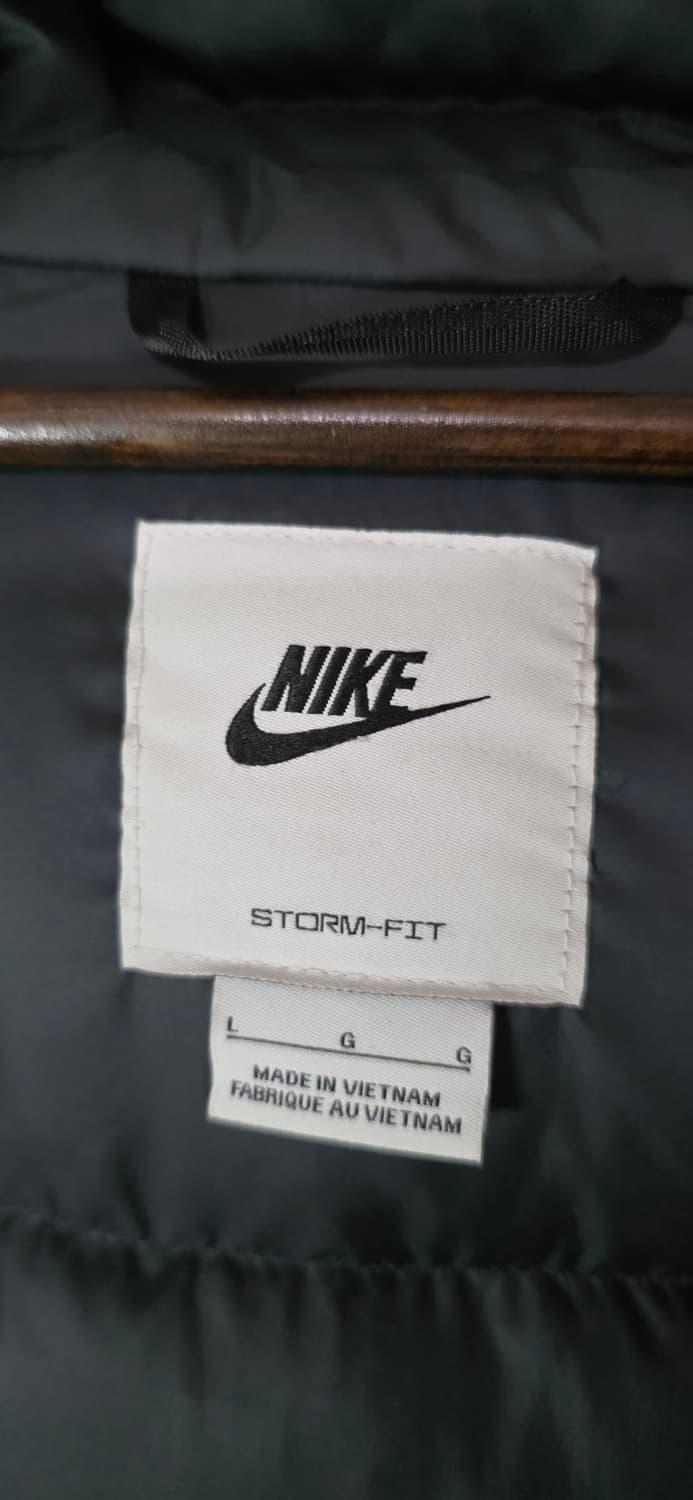 NIKE
STORM-FIT
L G G
MADE IN VIETNAM
FABRIQUE AU VIETNAM